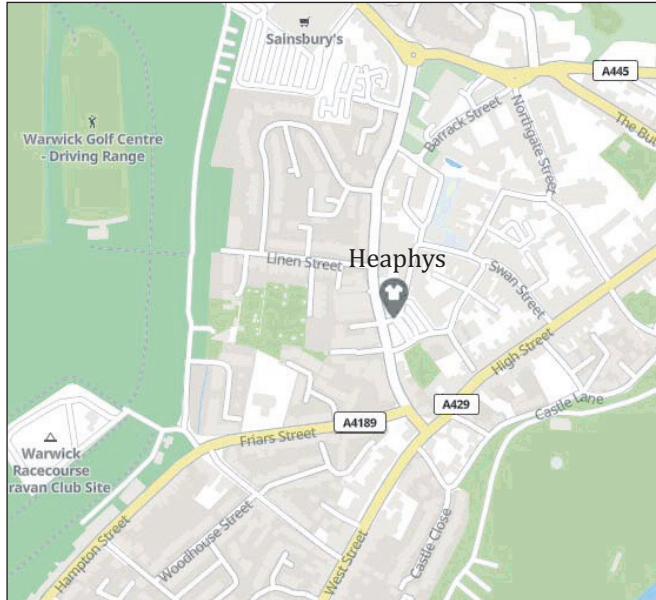 Sainsbury's
A445
Warwick Golf Centre
- Driving Range
Barrack Street
Northgate Street
The But
Linen Street
Heaphys
Swan Street
High Street
A429
A4189
Castle Lane
Friars Street
Warwick
Racecourse
ravan Club Site
Hampton Street
Woodhouse Street
West Street
Castle Close